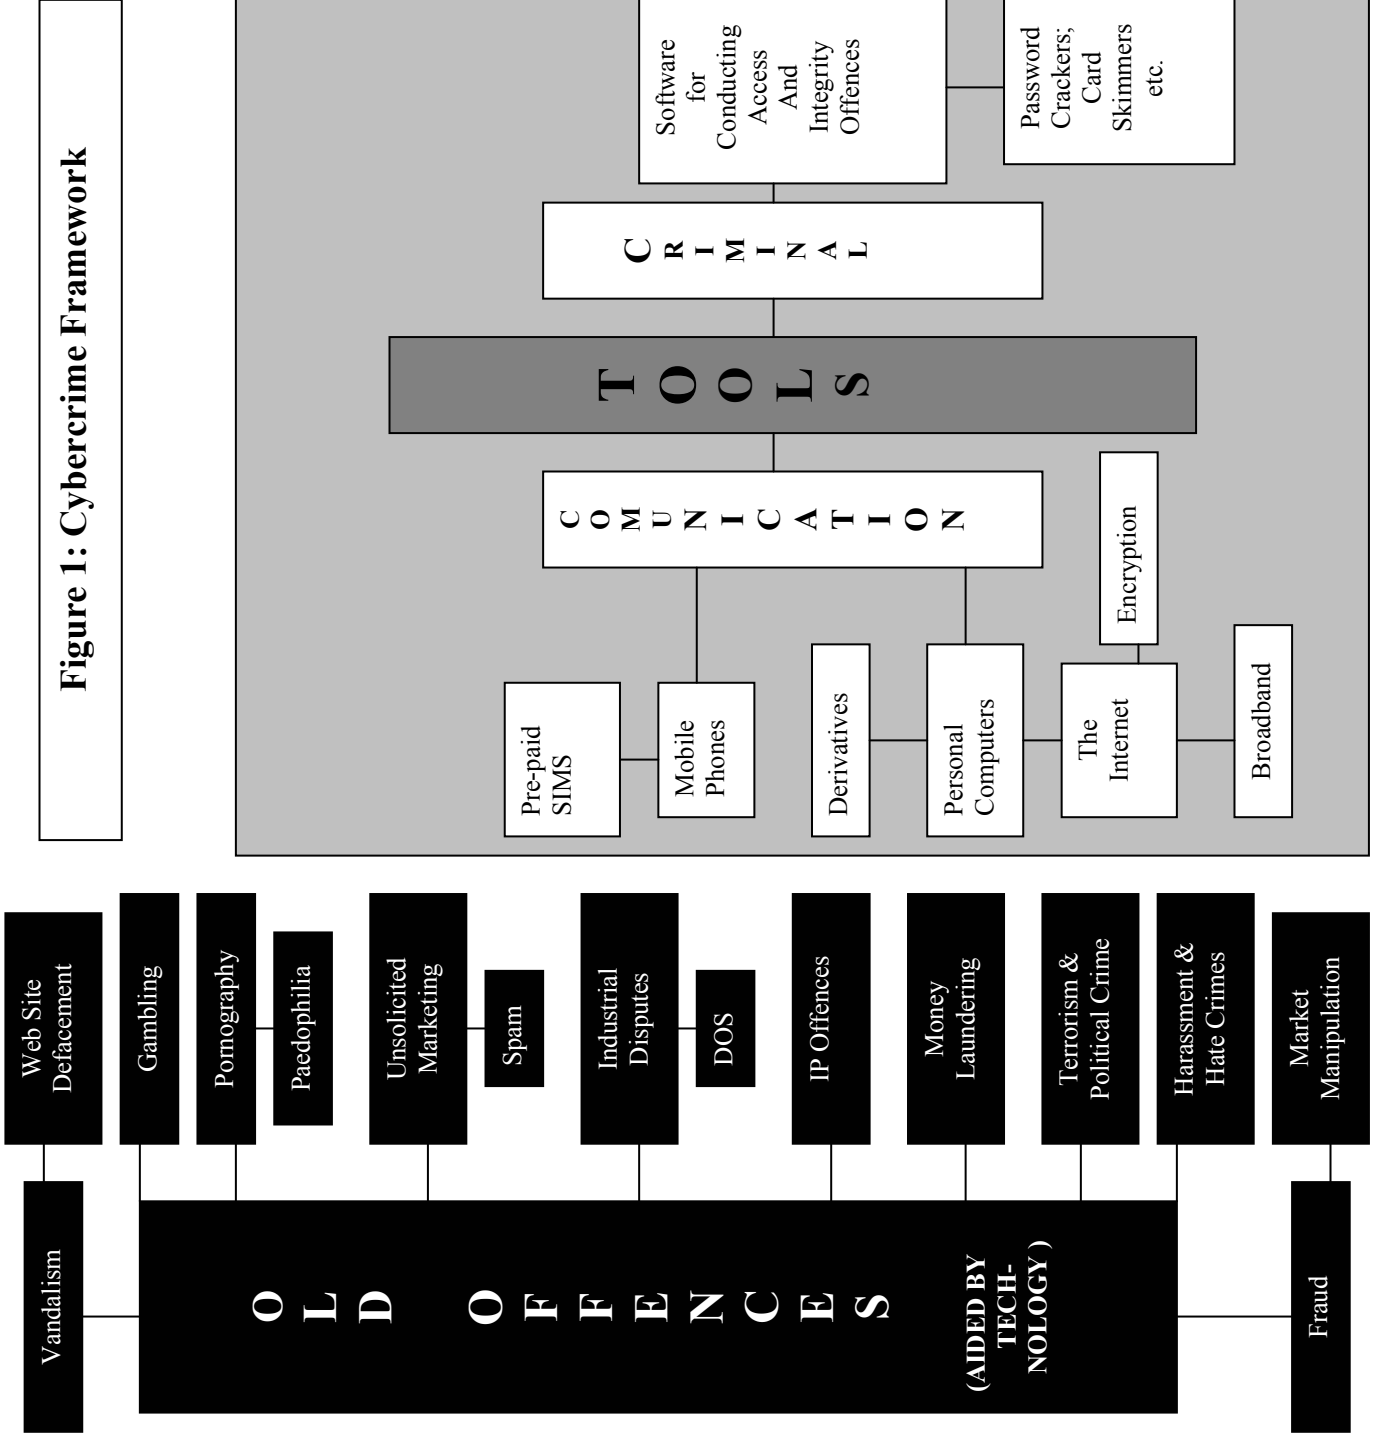 Figure 1: Cybercrime Framework
Vandalism
Web Site
Defacement
OLD OFFENCES
(AIDED BY
TECH-
NOLOGY)
Gambling
Pornography
Paedophilia
Unsolicited
Marketing
Spam
Industrial
Disputes
DOS
IP Offences
Money
Laundering
Terrorism &
Political Crime
Harassment &
Hate Crimes
Fraud
Market
Manipulation
TOOLS
COMUNICATION
Pre-paid
SIMS
Mobile
Phones
Derivatives
Personal
Computers
The
Internet
Encryption
Broadband
CRIMINAL
Software
for
Conducting
Access
And
Integrity
Offences
Password
Crackers;
Card
Skimmers
etc.